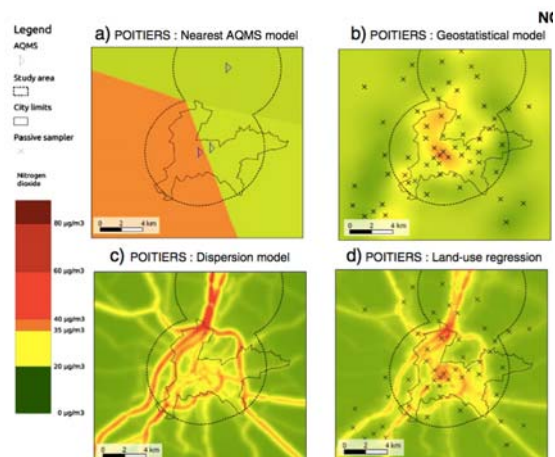 NO
Legend
AQMS
Study area
City limits
Passive sampler
Nitrogen
dioxide
80 µg/m3
60 µg/m3
40 µg/m3
35 µg/m3
20 µg/m3
0 µg/m3
a) POITIERS : Nearest AQMS model
0 2 4 km
b) POITIERS : Geostatistical model
0 2 4 km
c) POITIERS : Dispersion model
0 2 4 km
d) POITIERS : Land-use regression
0 2 4 km